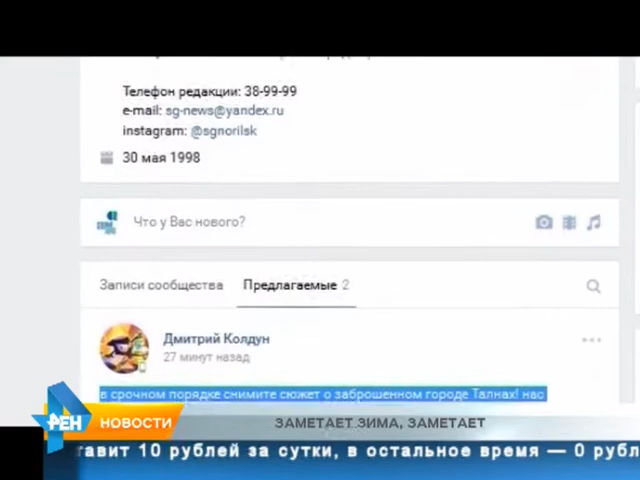 Телефон редакции: 38-99-99
e-mail: sg-news@yandex.ru
instagram: @sgnorilsk
30 мая 1998
Что у Вас нового?
Записи сообщества Предлагаемые 2
Дмитрий Колдун
27 минут назад
в срочном порядке снимите сюжет о заброшенном городе Талнах! нас
РЕН НОВОСТИ ЗАМЕТАЕТ ЗИМА, ЗАМЕТАЕТ
тавит 10 рублей за сутки, в остальное время — 0 рубл